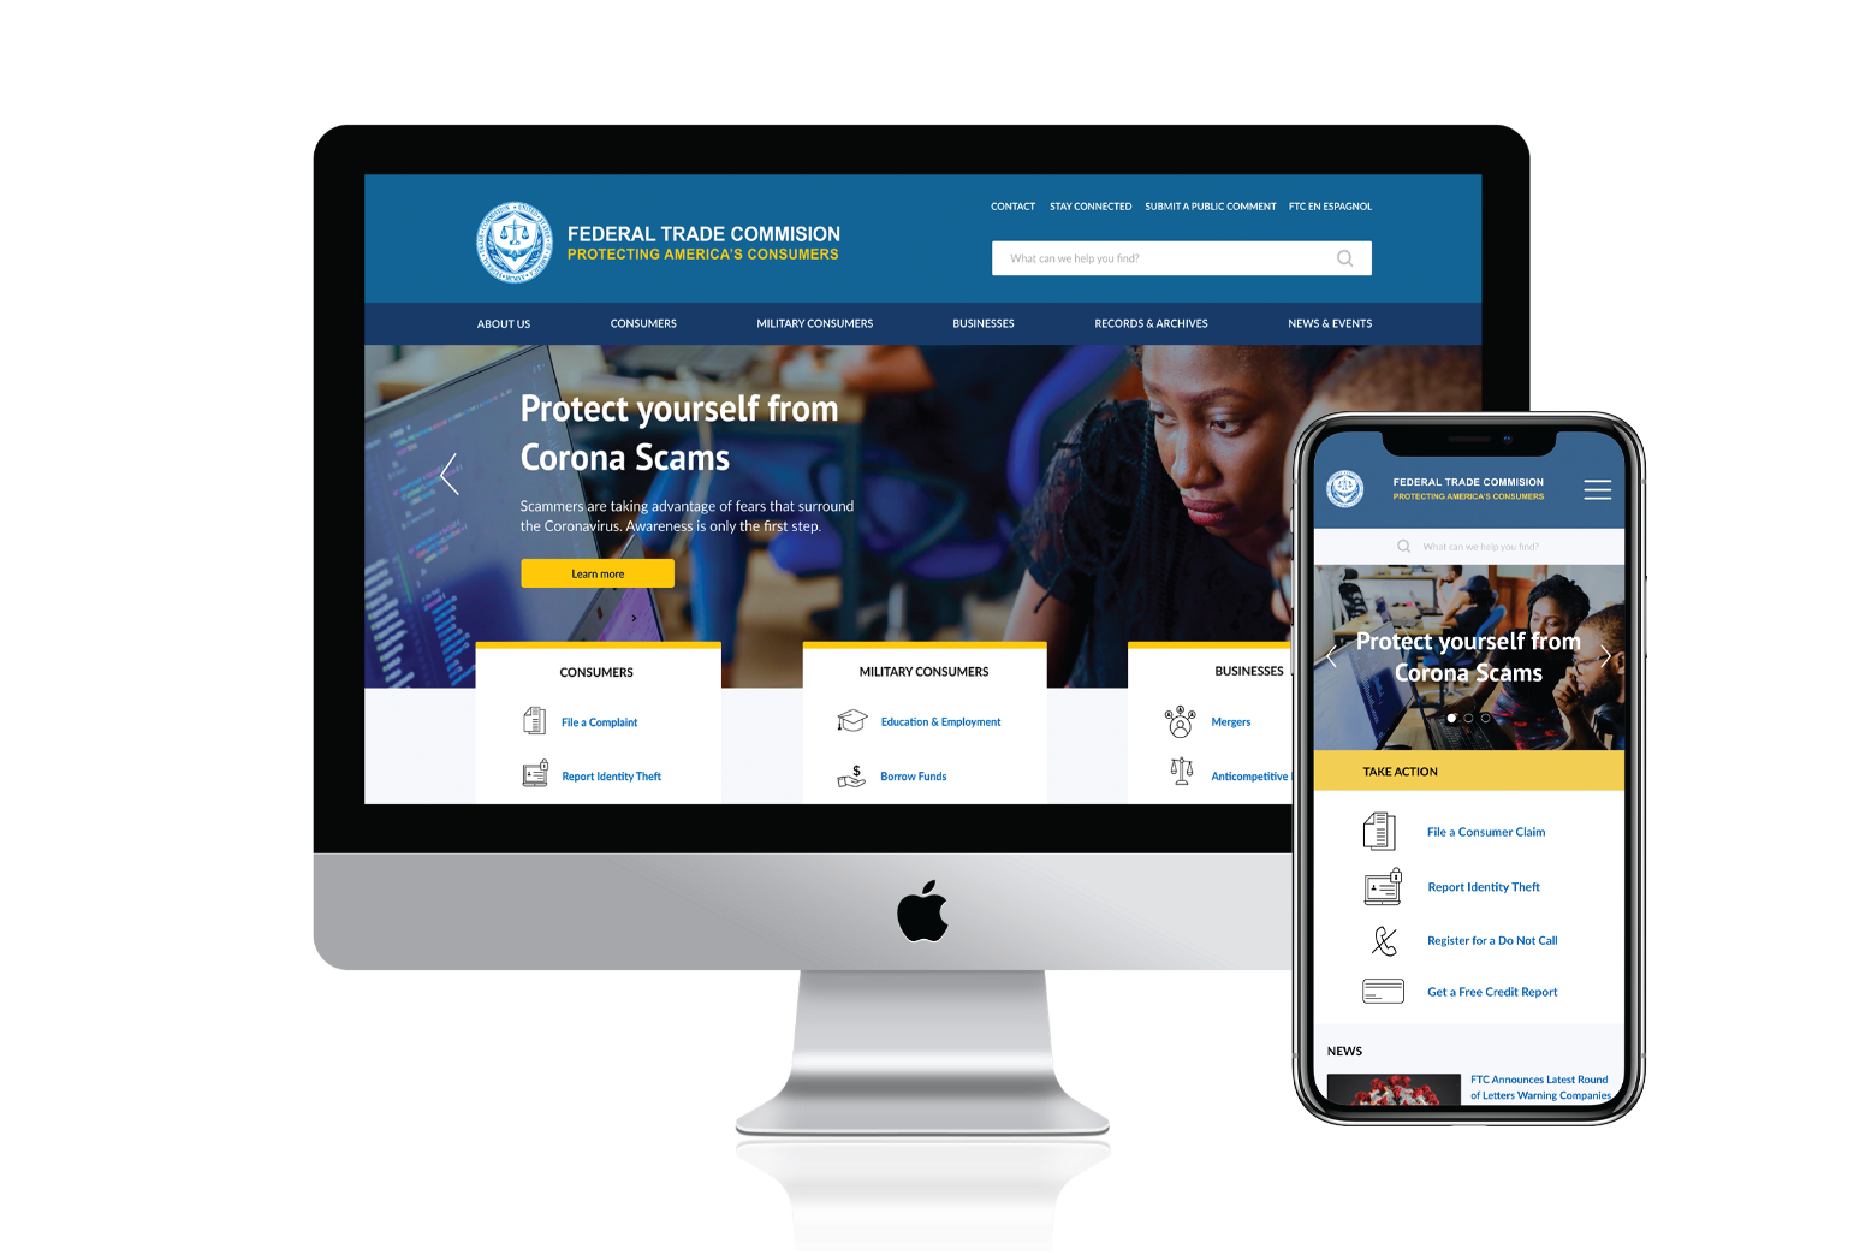 FEDERAL TRADE COMMISION
PROTECTING AMERICA'S CONSUMERS
CONTACT STAY CONNECTED SUBMIT A PUBLIC COMMENT FTC EN ESPAGNOL
What can we help you find?
ABOUT US CONSUMERS MILITARY CONSUMERS BUSINESSES RECORDS & ARCHIVES NEWS & EVENTS
Protect yourself from
Corona Scams
Scammers are taking advantage of fears that surround
the Coronavirus. Awareness is only the first step.
Learn more
CONSUMERS
File a Complaint
Report Identity Theft
MILITARY CONSUMERS
Education & Employment
Borrow Funds
BUSINESSES
Mergers
Anticompetitive
FEDERAL TRADE COMMISION
PROTECTING AMERICA'S CONSUMERS
What can we help you find?
Protect yourself from
Corona Scams
TAKE ACTION
File a Consumer Claim
Report Identity Theft
Register for a Do Not Call
Get a Free Credit Report
NEWS
FTC Announces Latest Round
of Letters Warning Companies